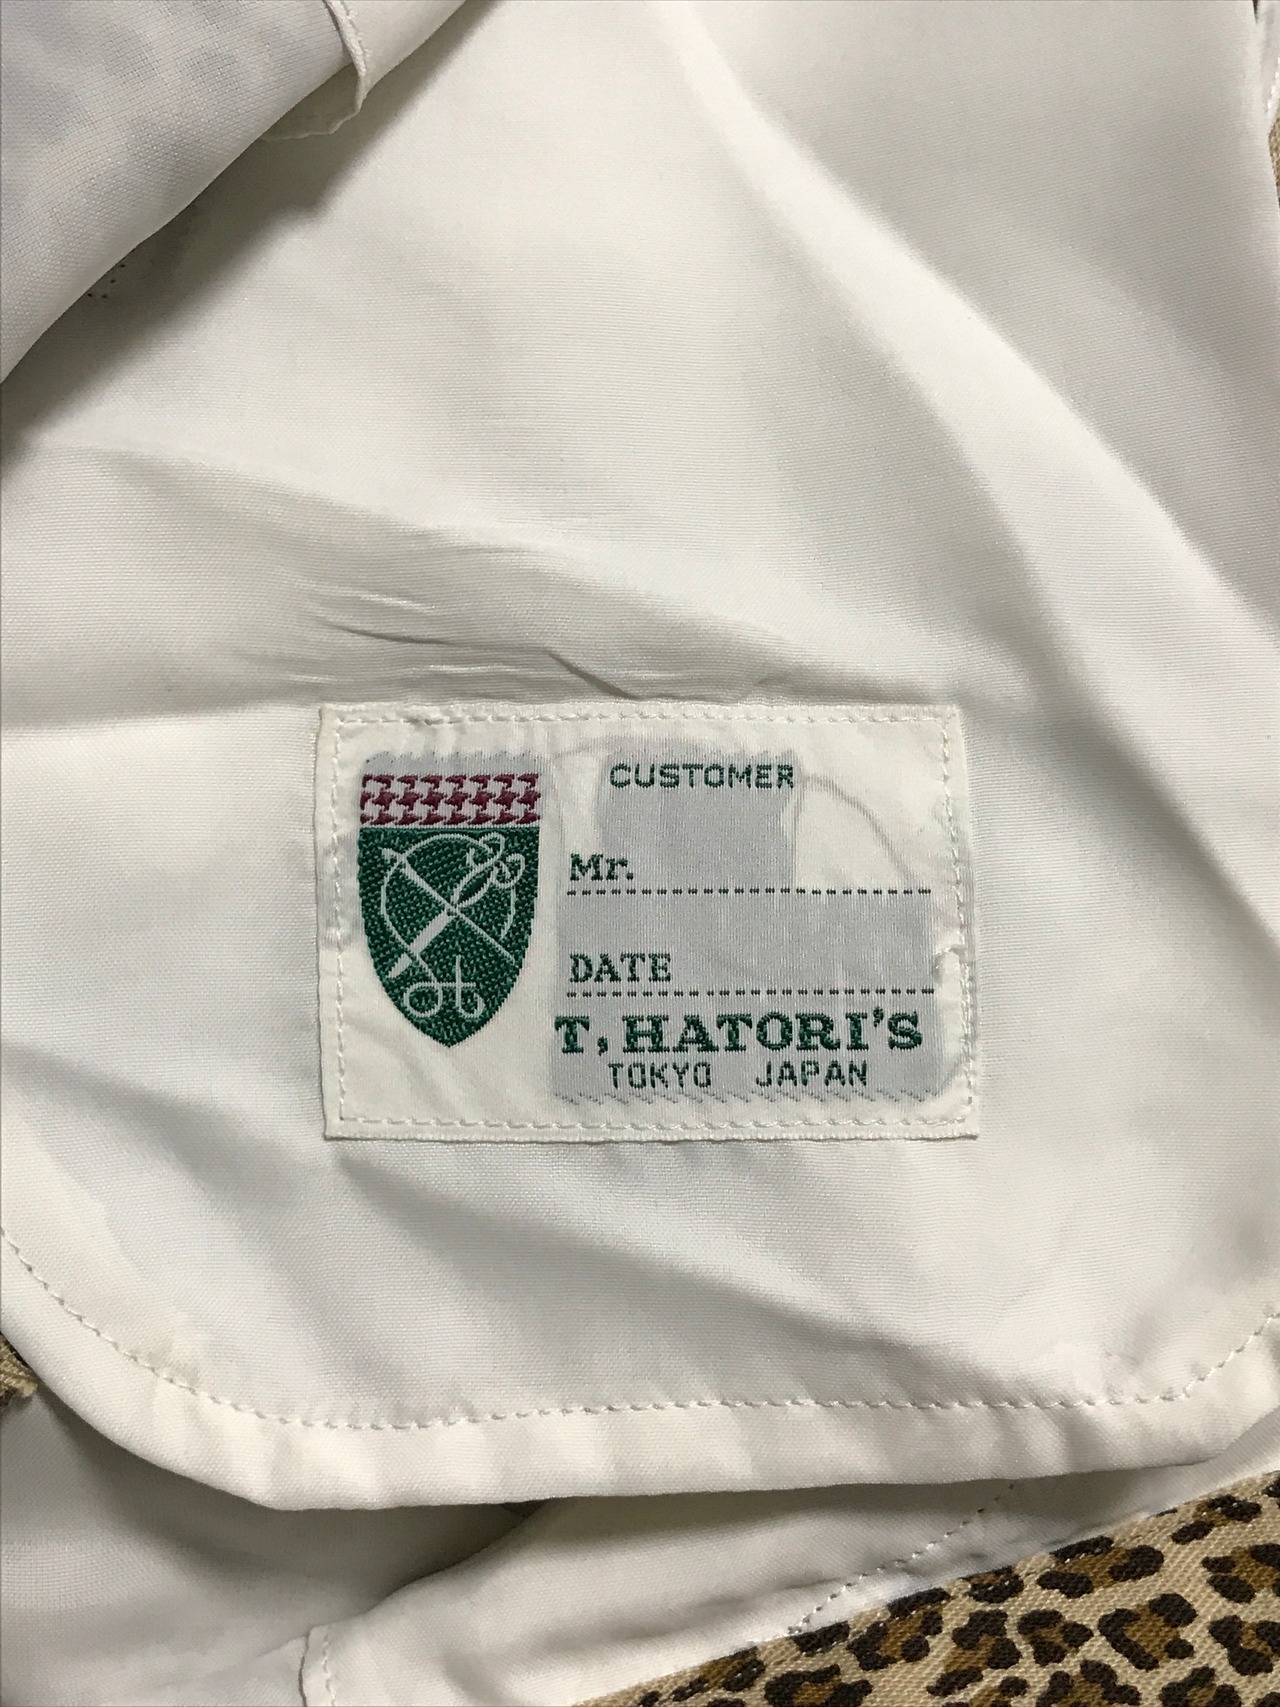 CUSTOMER
Mr.
DATE
T, HATORI'S
TOKYO JAPAN